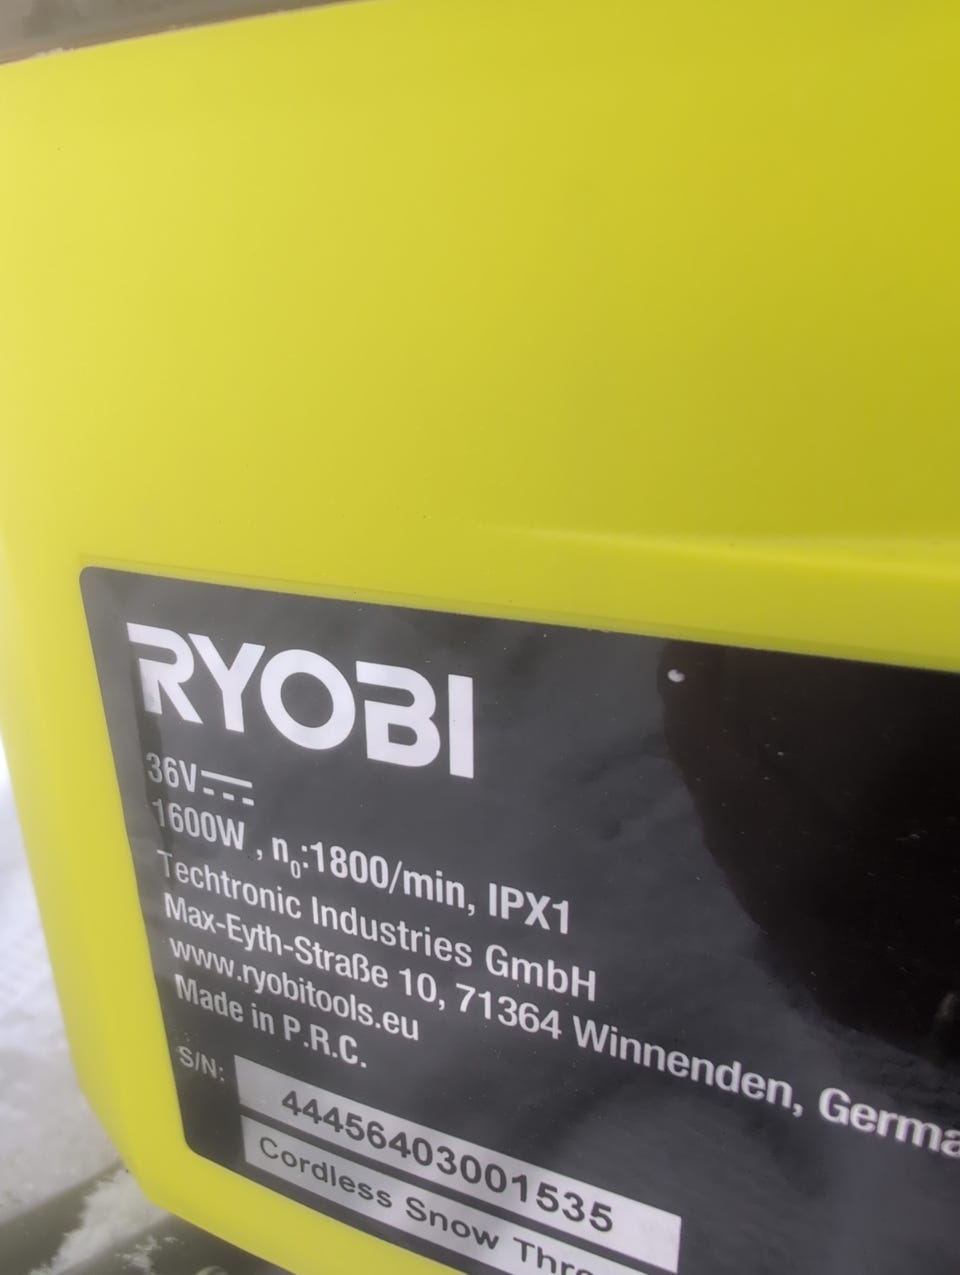 RYOBI
36V
1600W , n0:1800/min, IPX1
Techtronic Industries GmbH
Max-Eyth-Straße 10, 71364 Winnenden, Germa
www.ryobitools.eu
Made in P.R.C.
S/N:
44456403001535
Cordless Snow Thro